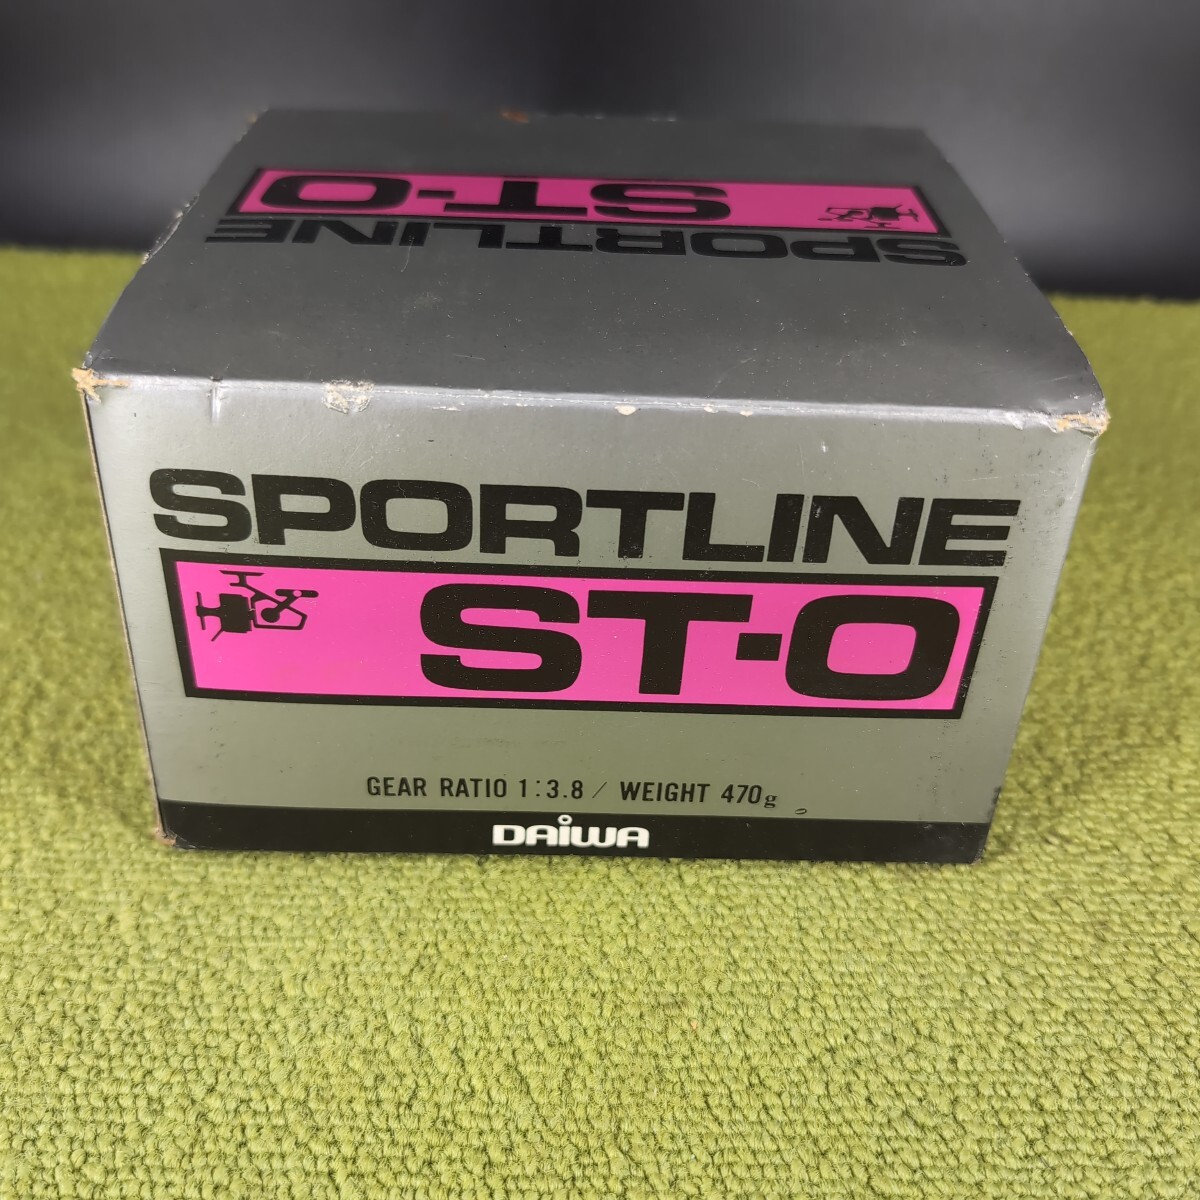 ST-O
SPORTLINE
SPORTLINE
ST-O
GEAR RATIO 1:3.8 / WEIGHT 470g
DAiWA